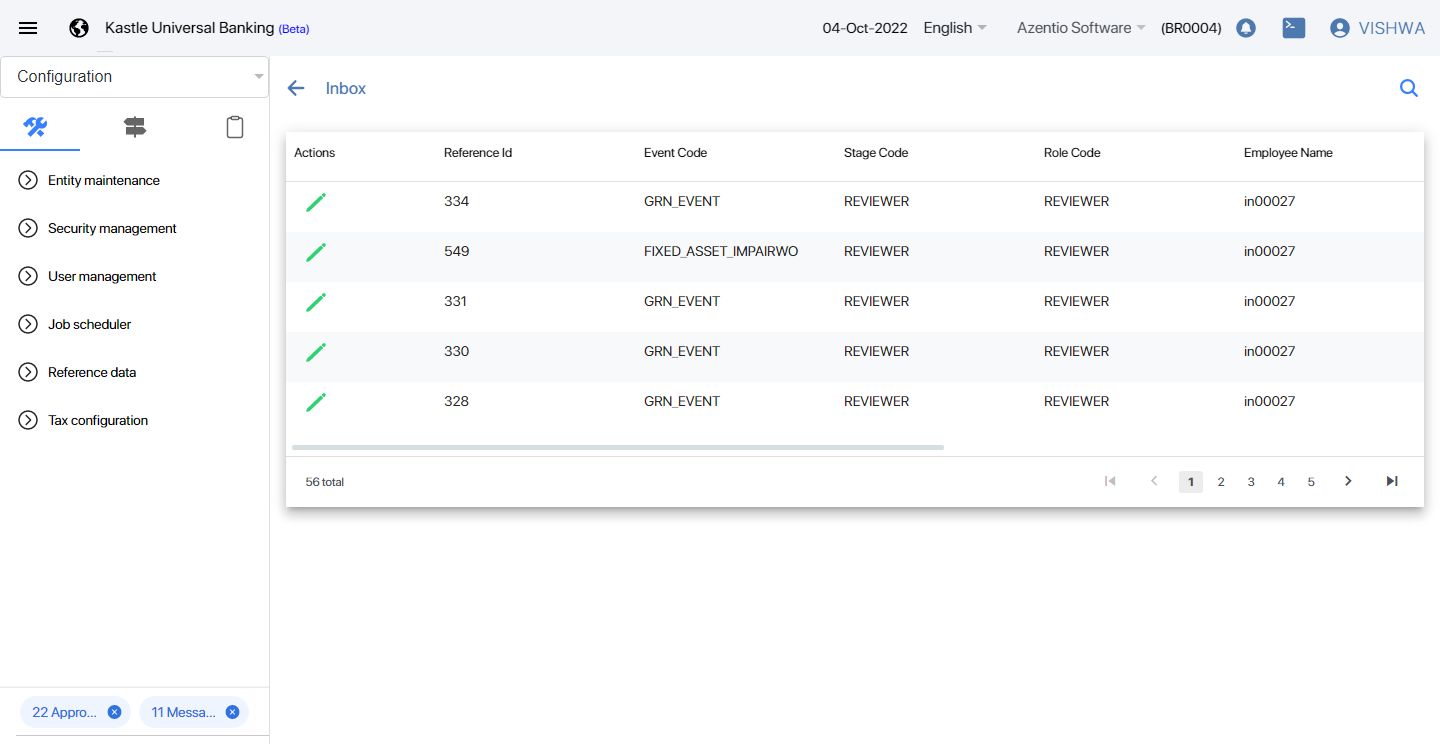 Kastle Universal Banking (Beta) 04-Oct-2022 English Azentio Software (BR0004) VISHWA
Configuration
Inbox
Entity maintenance
Security management
User management
Job scheduler
Reference data
Tax configuration
Actions Reference Id Event Code Stage Code Role Code Employee Name
334 GRN_EVENT REVIEWER REVIEWER in00027
549 FIXED_ASSET_IMPAIRWO REVIEWER REVIEWER in00027
331 GRN_EVENT REVIEWER REVIEWER in00027
330 GRN_EVENT REVIEWER REVIEWER in00027
328 GRN_EVENT REVIEWER REVIEWER in00027
56 total 1 2 3 4 5
22 Appro... 11 Messa...